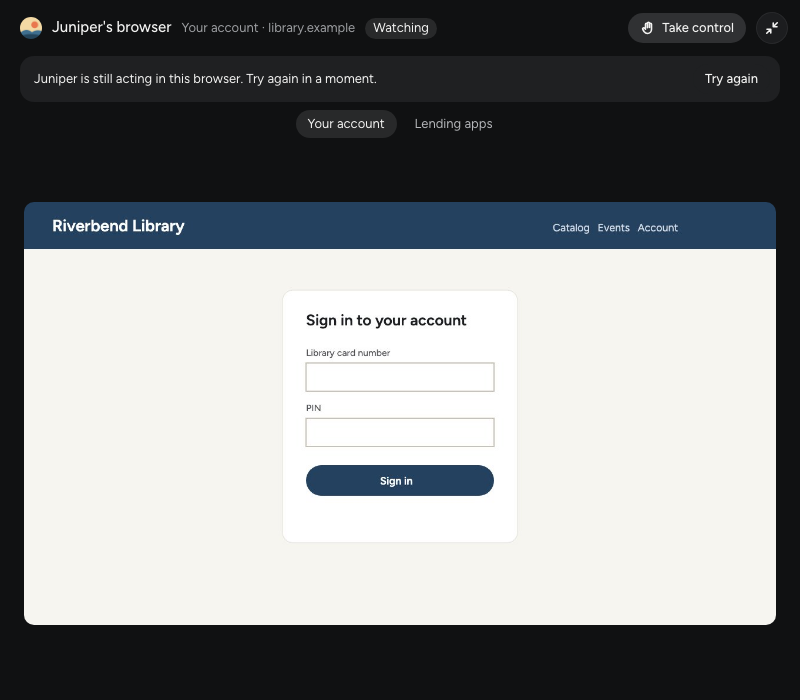 Juniper's browser Your account · library.example Watching Take control
Juniper is still acting in this browser. Try again in a moment. Try again
Your account Lending apps
Riverbend Library Catalog Events Account
Sign in to your account
Library card number
PIN
Sign in